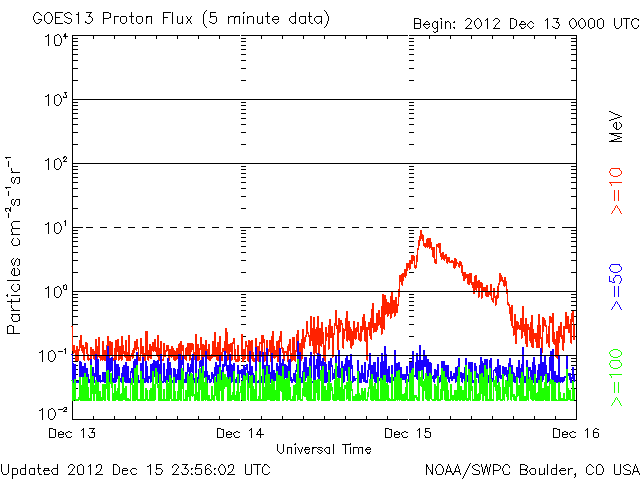 GOES13 Proton Flux (5 minute data)
Begin: 2012 Dec 13 0000 UTC
Particles cm⁻²s⁻¹sr⁻¹
10⁴
10³
10²
10¹
10⁰
10⁻¹
10⁻²
Dec 13
Dec 14
Dec 15
Dec 16
Universal Time
MeV
>=10
>=50
>=100
Updated 2012 Dec 15 23:56:02 UTC
NOAA/SWPC Boulder, CO USA